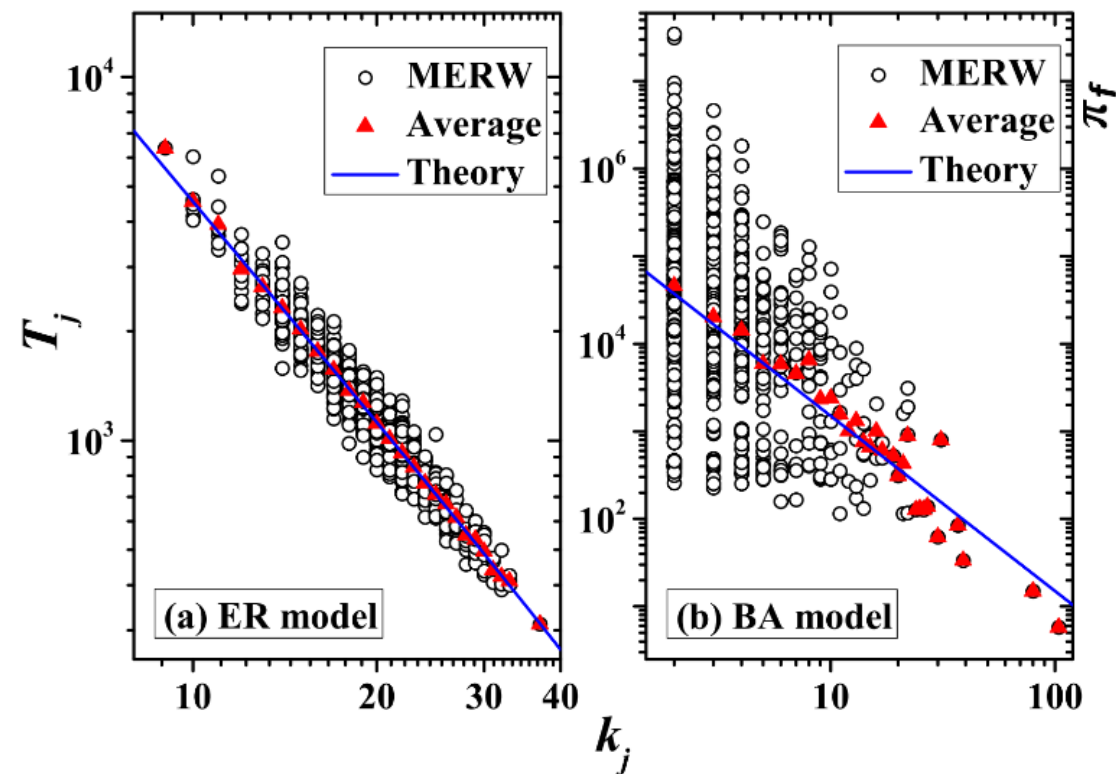 10⁴
10³
T_j
MERW
Average
Theory
(a) ER model
10 20 30 40
10⁶
10⁴
10²
π_f
MERW
Average
Theory
(b) BA model
10 100
k_j